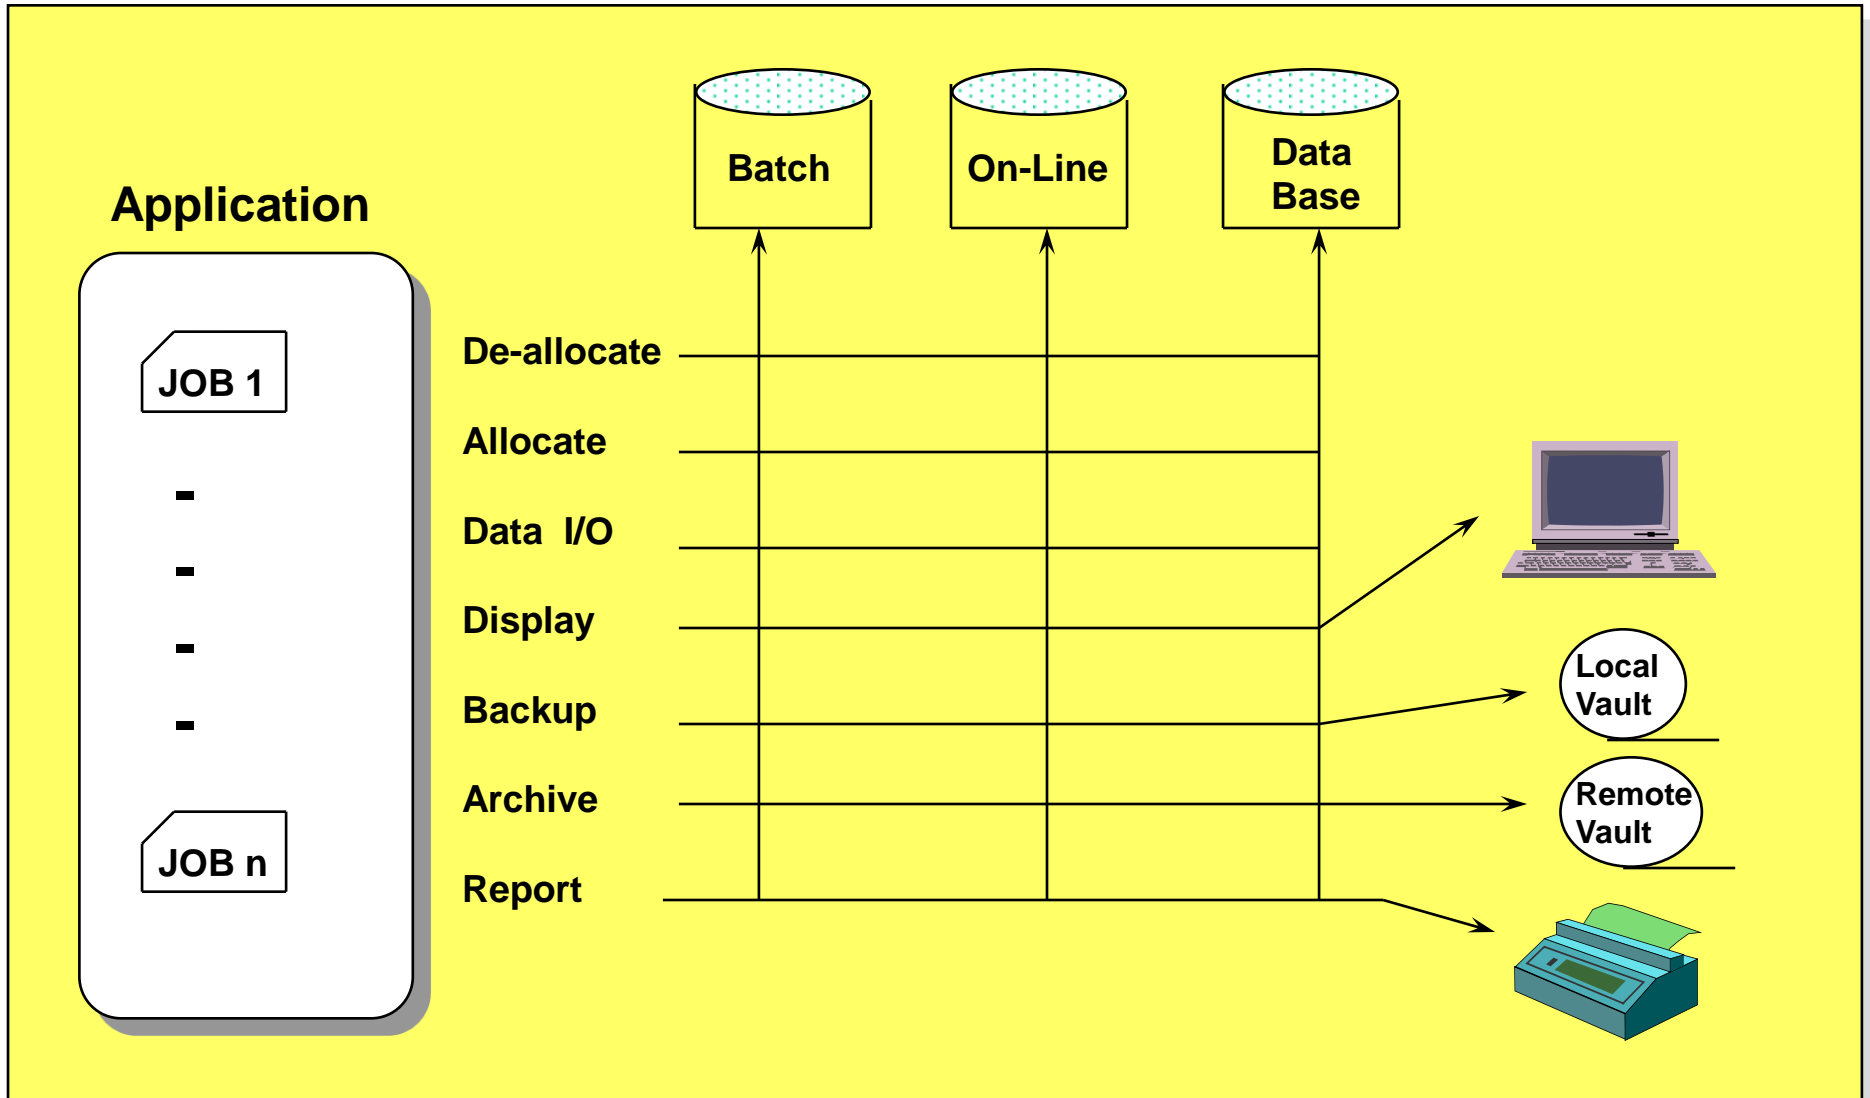 Application
JOB 1
-
-
-
-
JOB n
Batch
On-Line
Data
Base
De-allocate
Allocate
Data I/O
Display
Backup
Archive
Report
Local
Vault
Remote
Vault